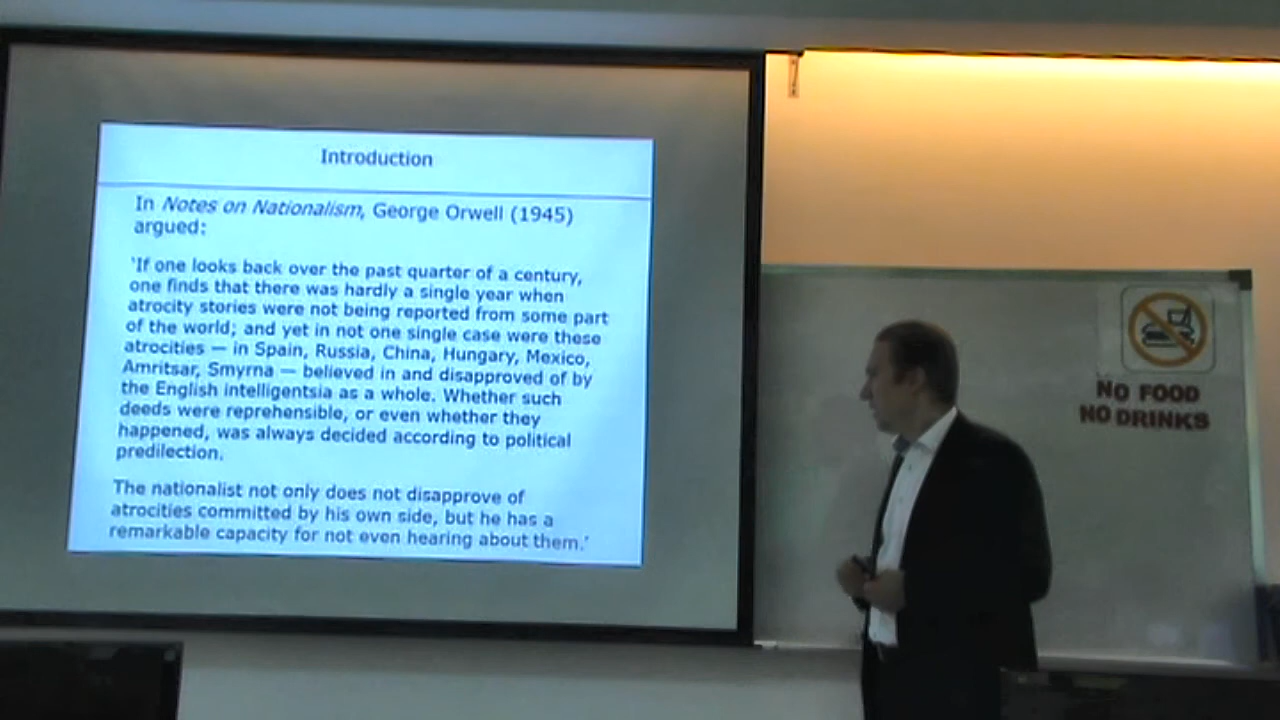 Introduction
In Notes on Nationalism, George Orwell (1945)
argued:
'If one looks back over the past quarter of a century,
one finds that there was hardly a single year when
atrocity stories were not being reported from some part
of the world; and yet in not one single case were these
atrocities — in Spain, Russia, China, Hungary, Mexico,
Amritsar, Smyrna — believed in and disapproved of by
the English intelligentsia as a whole. Whether such
deeds were reprehensible, or even whether they
happened, was always decided according to political
predilection.
The nationalist not only does not disapprove of
atrocities committed by his own side, but he has a
remarkable capacity for not even hearing about them.'
NO FOOD
NO DRINKS